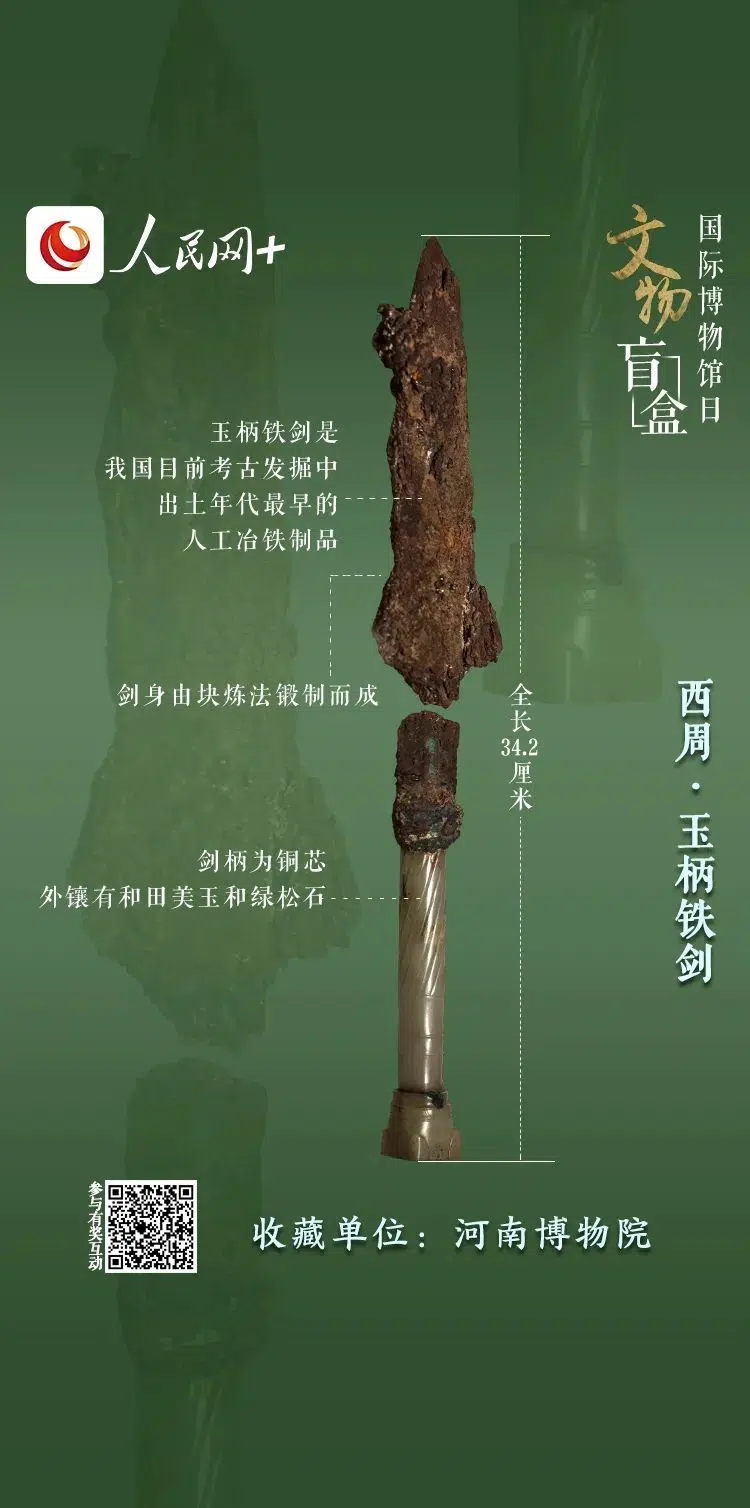 人民网+
国际博物馆日
文物
盲盒
玉柄铁剑是
我国目前考古发掘中
出土年代最早的
人工冶铁制品
剑身由块炼法锻制而成
全长
34.2
厘米
西周·玉柄铁剑
剑柄为铜芯
外镶有和田美玉和绿松石
参与有奖互动
收藏单位：河南博物院